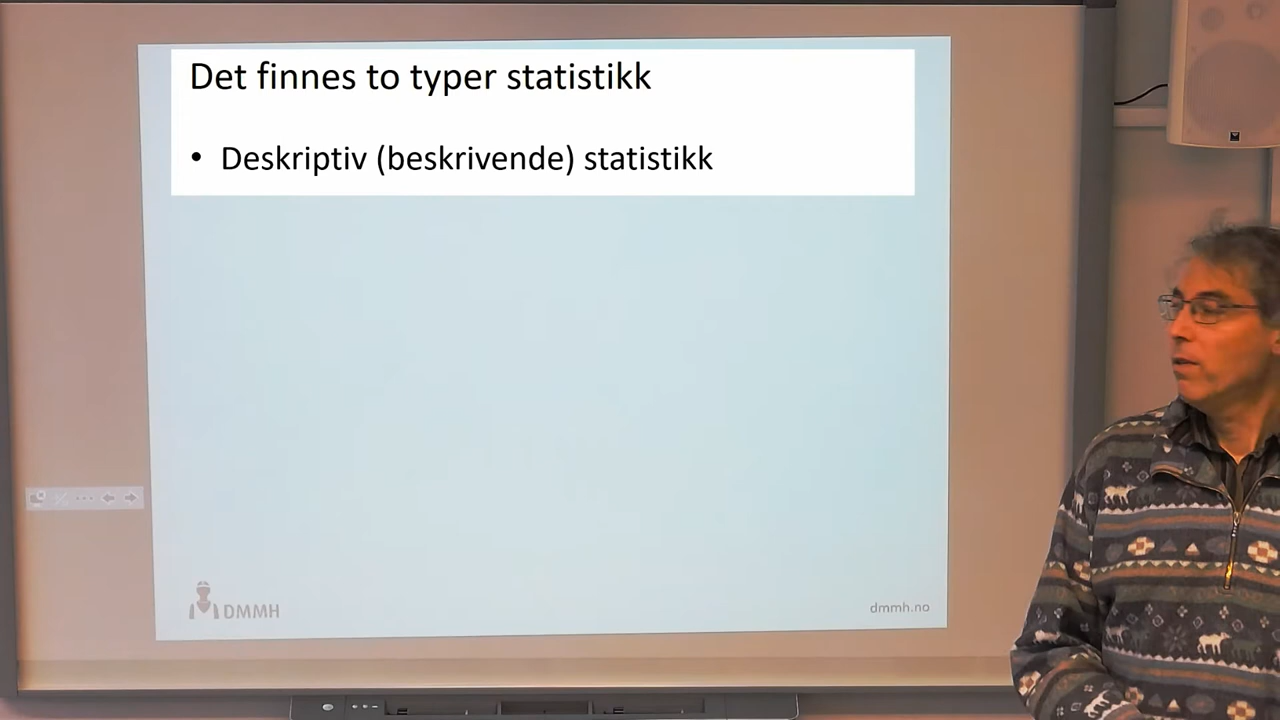 Det finnes to typer statistikk
• Deskriptiv (beskrivende) statistikk
DMMH
dmmh.no